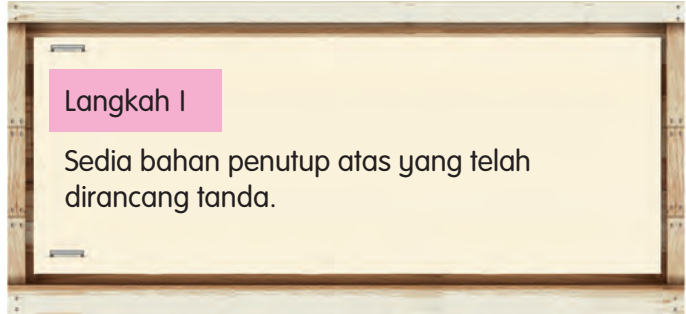 Langkah 1
Sedia bahan penutup atas yang telah
dirancang tanda.